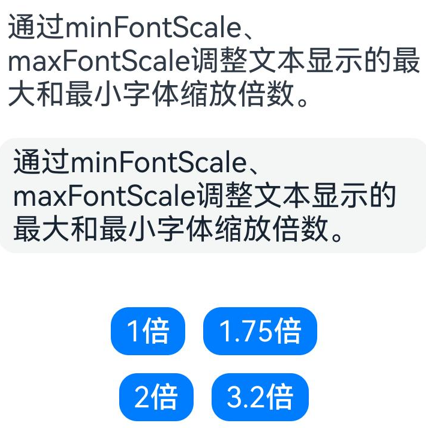 通过minFontScale、
maxFontScale调整文本显示的最
大和最小字体缩放倍数。
通过minFontScale、
maxFontScale调整文本显示的
最大和最小字体缩放倍数。
1倍 1.75倍
2倍 3.2倍